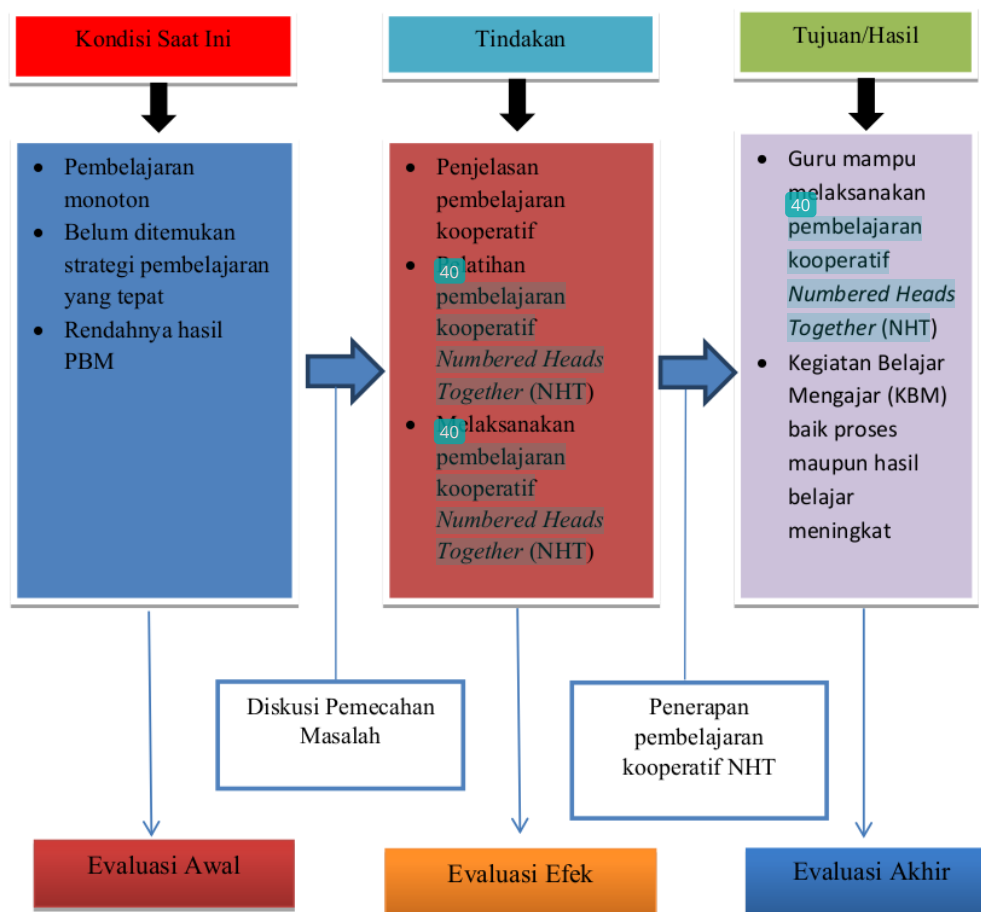 Kondisi Saat Ini
Tindakan
Tujuan/Hasil
• Pembelajaran
monoton
• Belum ditemukan
strategi pembelajaran
yang tepat
• Rendahnya hasil
PBM
• Penjelasan
pembelajaran
kooperatif
• Pelatihan
40
pembelajaran
kooperatif
Numbered Heads
Together (NHT)
• Melaksanakan
40
pembelajaran
kooperatif
Numbered Heads
Together (NHT)
• Guru mampu
melaksanakan
40
pembelajaran
kooperatif
Numbered Heads
Together (NHT)
• Kegiatan Belajar
Mengajar (KBM)
baik proses
maupun hasil
belajar
meningkat
Diskusi Pemecahan
Masalah
Penerapan
pembelajaran
kooperatif NHT
Evaluasi Awal
Evaluasi Efek
Evaluasi Akhir